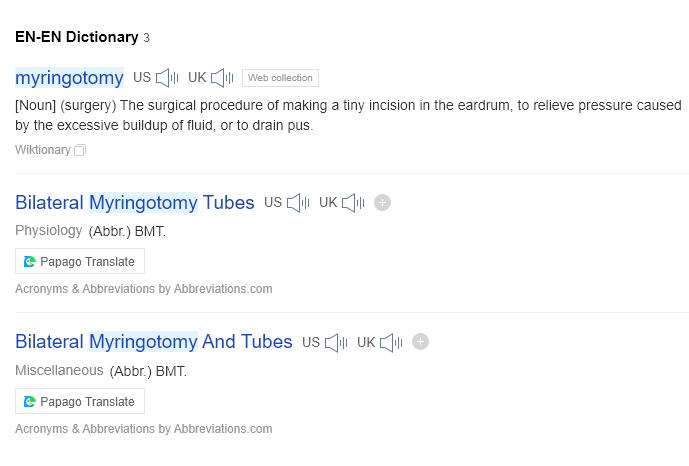 EN-EN Dictionary 3
myringotomy US UK Web collection
[Noun] (surgery) The surgical procedure of making a tiny incision in the eardrum, to relieve pressure caused
by the excessive buildup of fluid, or to drain pus.
Wiktionary
Bilateral Myringotomy Tubes US UK
Physiology (Abbr.) BMT.
Papago Translate
Acronyms & Abbreviations by Abbreviations.com
Bilateral Myringotomy And Tubes US UK
Miscellaneous (Abbr.) BMT.
Papago Translate
Acronyms & Abbreviations by Abbreviations.com